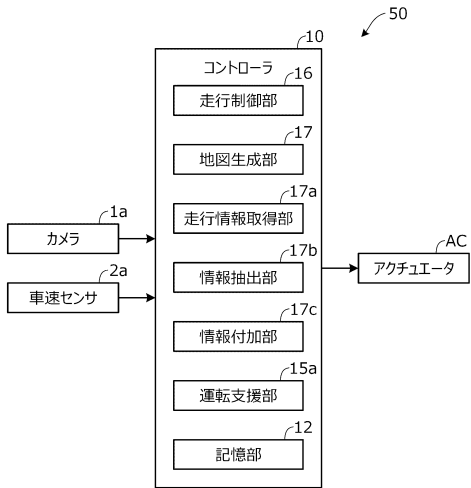 50
10
コントローラ
16
走行制御部
17
地図生成部
17a
走行情報取得部
1a
カメラ
17b
情報抽出部
AC
アクチュエータ
2a
車速センサ
17c
情報付加部
15a
運転支援部
12
記憶部